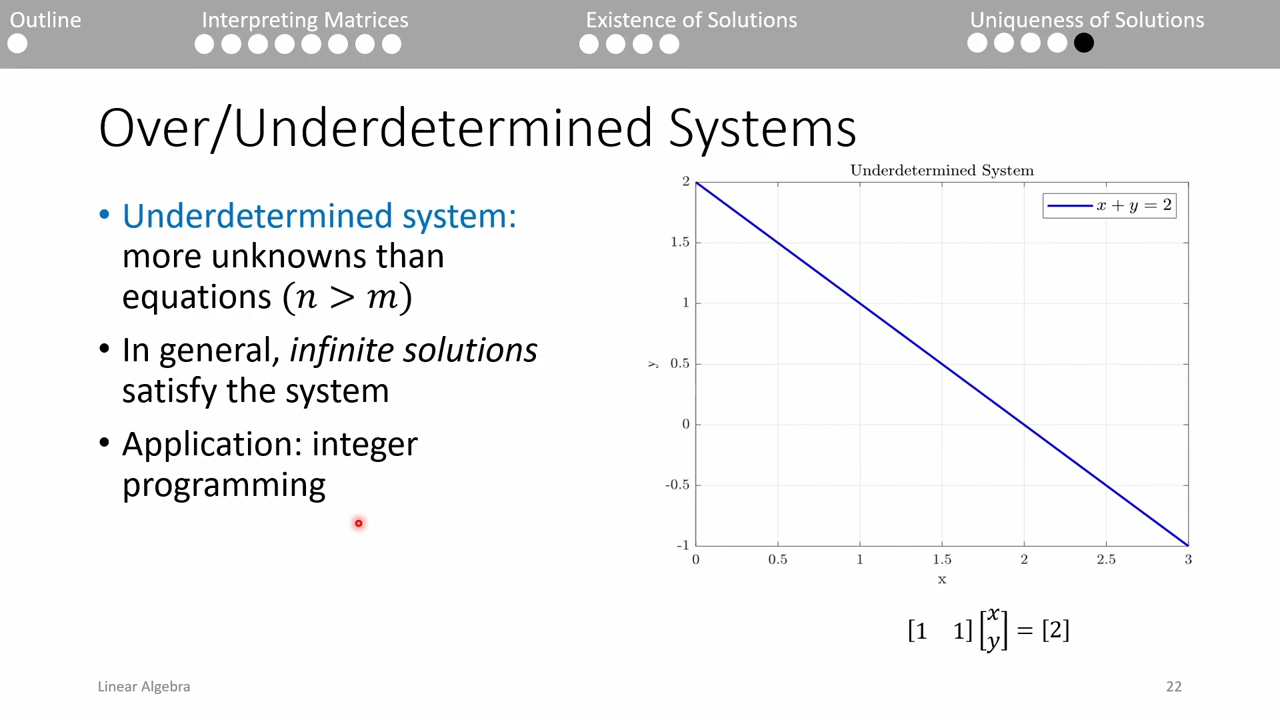 Outline
Interpreting Matrices
Existence of Solutions
Uniqueness of Solutions
Over/Underdetermined Systems
• Underdetermined system:
more unknowns than
equations (n > m)
• In general, infinite solutions
satisfy the system
• Application: integer
programming
Underdetermined System
x + y = 2
2
1.5
1
0.5
0
-0.5
-1
y
0 0.5 1 1.5 2 2.5 3
x
[1 1] [x y] = [2]
Linear Algebra
22